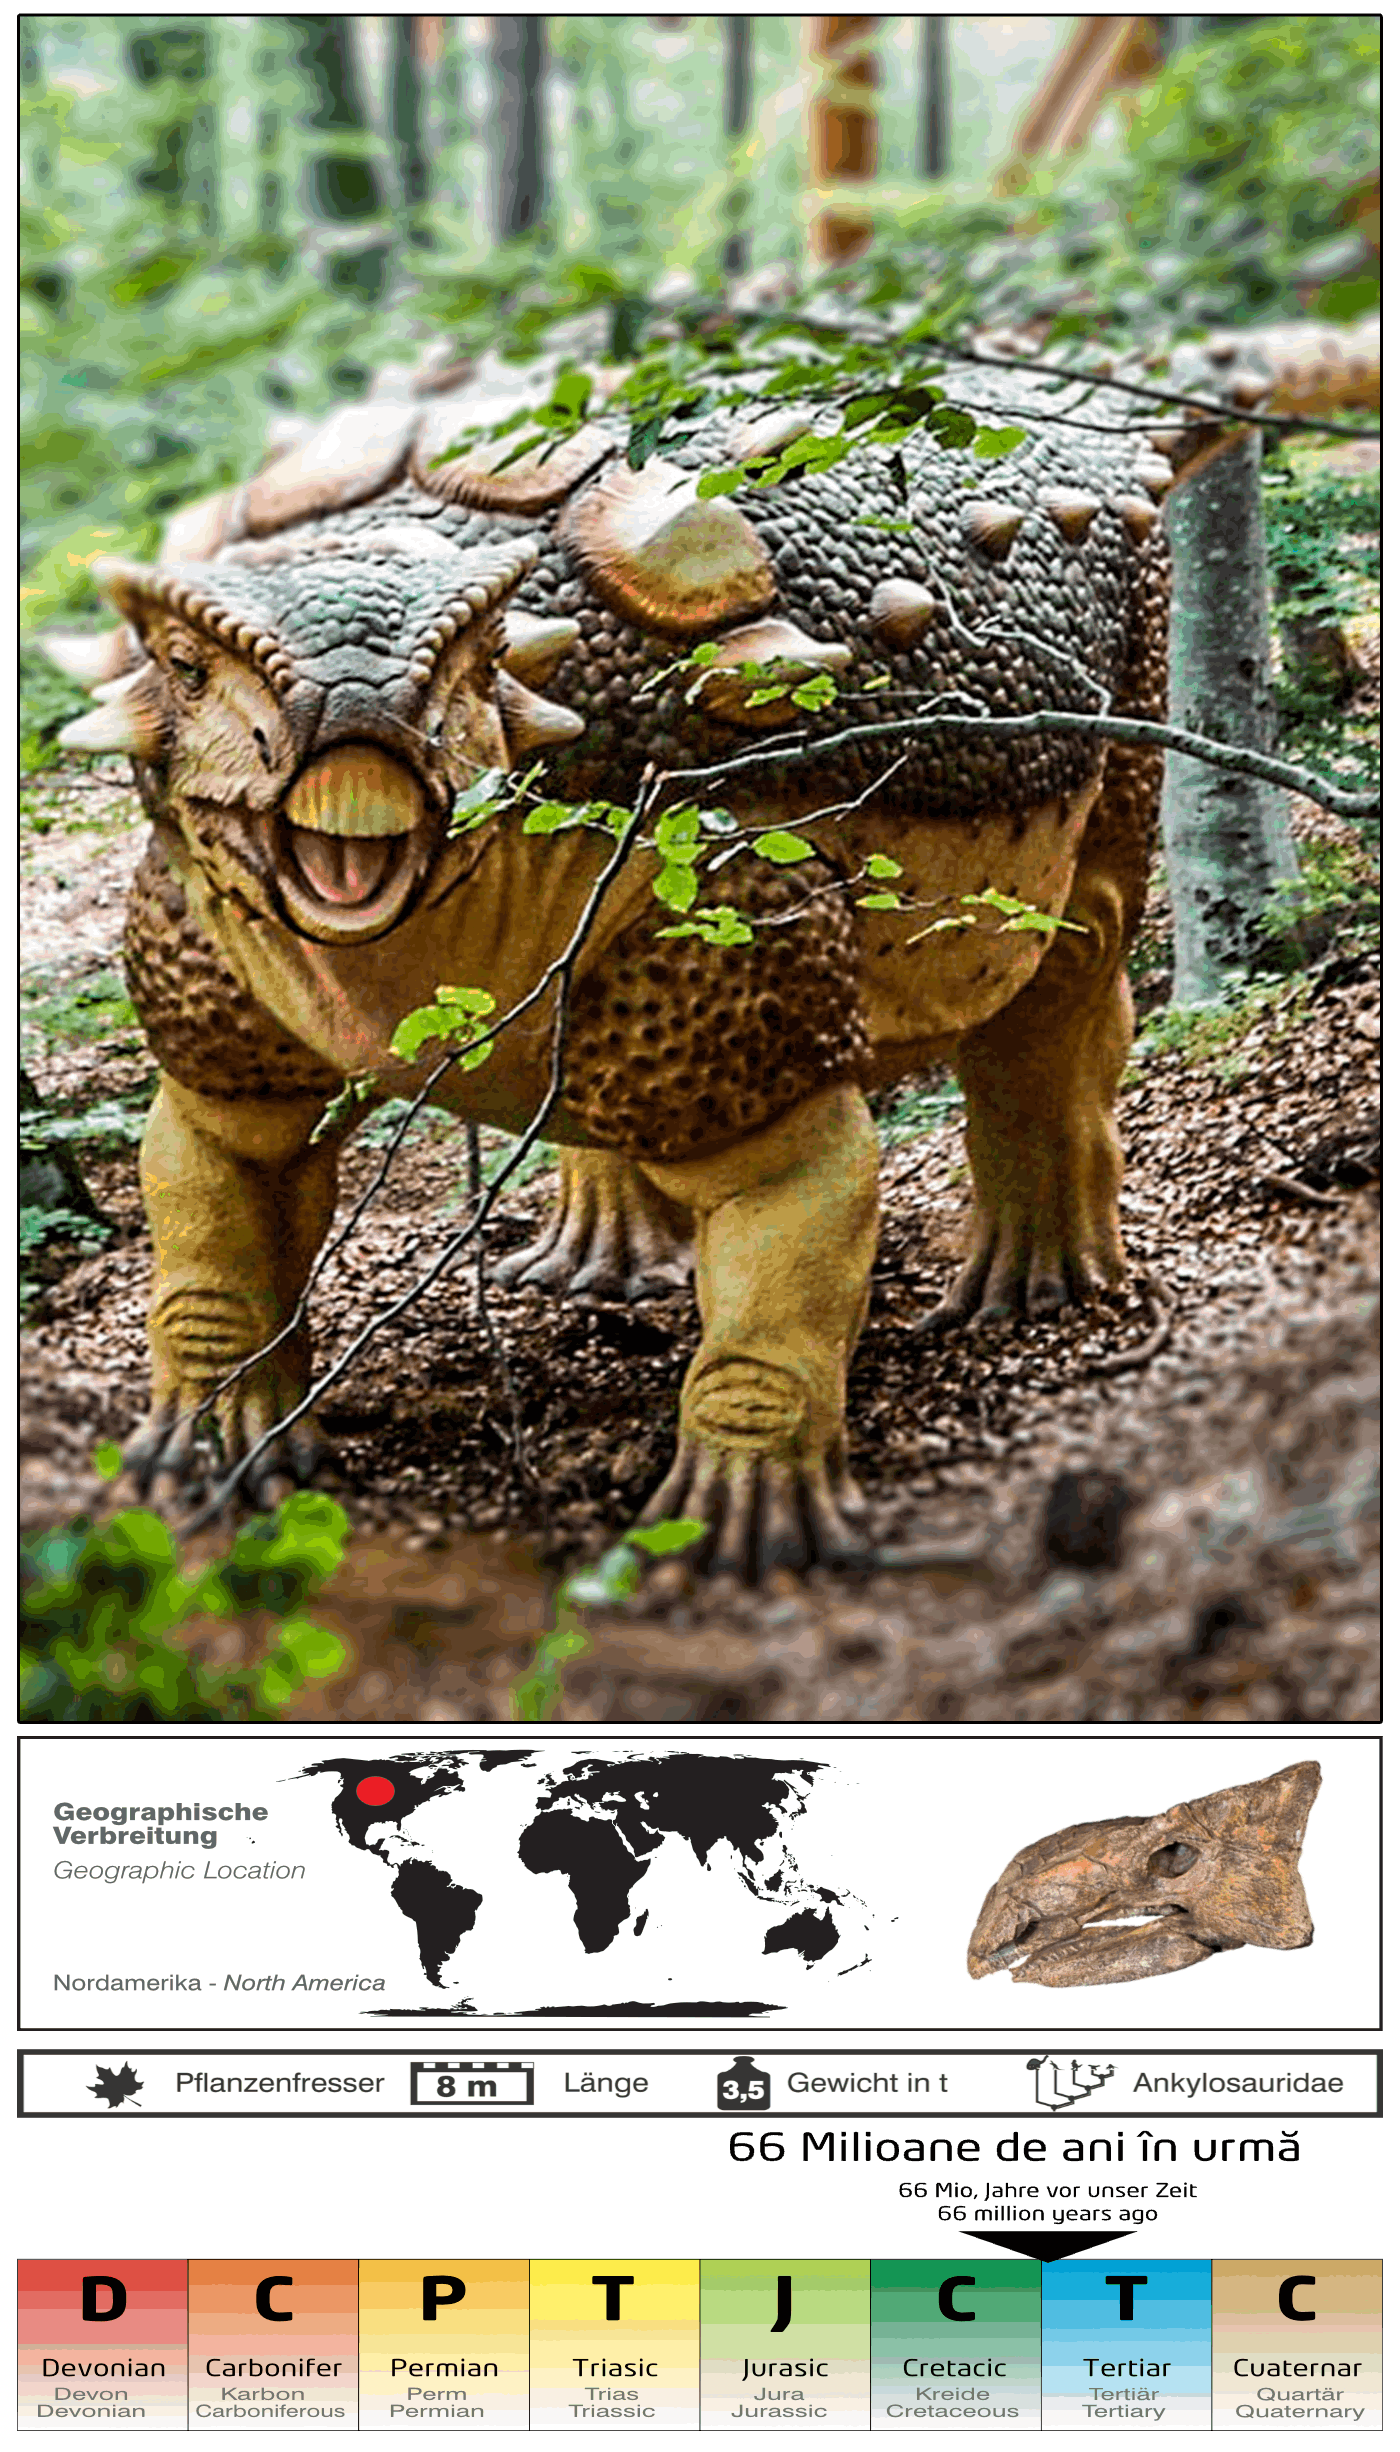 Geographische
Verbreitung
Geographic Location
Nordamerika - North America
Pflanzenfresser
8 m
Länge
3,5
Gewicht in t
Ankylosauridae
66 Milioane de ani în urmă
66 Mio, Jahre vor unser Zeit
66 million years ago
D C P T J C T C
Devonian Carbonifer Permian Triasic Jurasic Cretacic Tertiar Cuaternar
Devon Karbon Perm Trias Jura Kreide Tertiär Quartär
Devonian Carboniferous Permian Triassic Jurassic Cretaceous Tertiary Quaternary